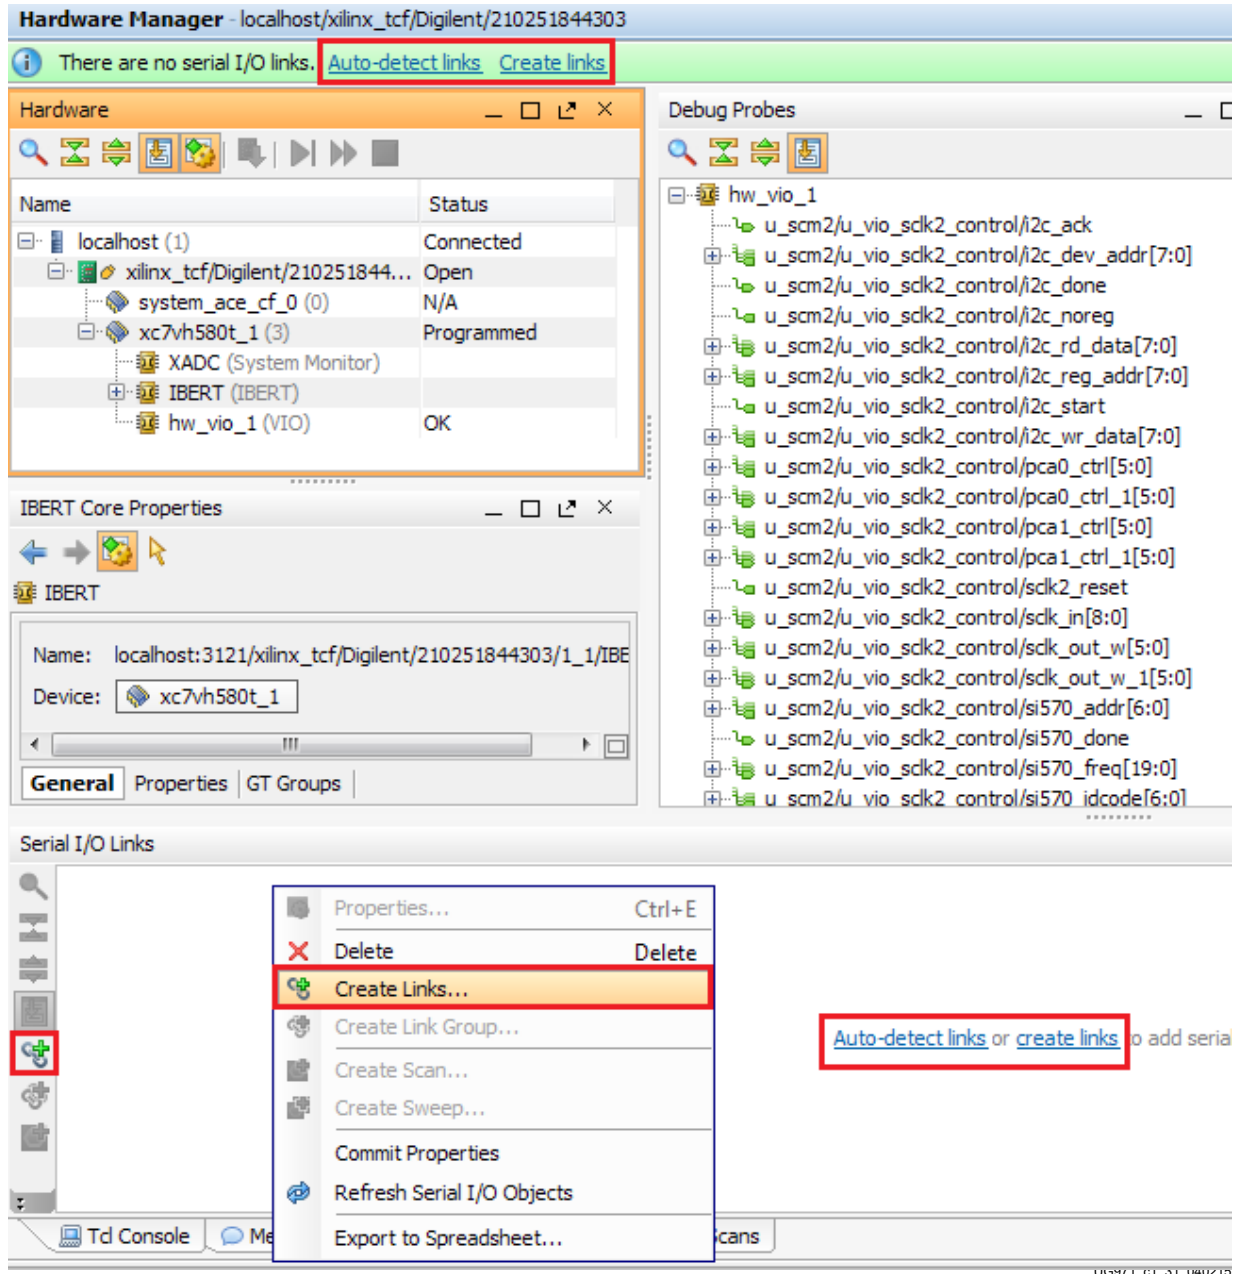 Hardware Manager - localhost/xilinx_tcf/Digilent/210251844303
There are no serial I/O links. Auto-detect links Create links
Hardware
Name Status
localhost (1) Connected
xilinx_tcf/Digilent/210251844... Open
system_ace_cf_0 (0) N/A
xc7vh580t_1 (3) Programmed
XADC (System Monitor)
IBERT (IBERT)
hw_vio_1 (VIO) OK
IBERT Core Properties
IBERT
Name: localhost:3121/xilinx_tcf/Digilent/210251844303/1_1/IBE
Device: xc7vh580t_1
General Properties GT Groups
Debug Probes
hw_vio_1
u_scm2/u_vio_sclk2_control/i2c_ack
u_scm2/u_vio_sclk2_control/i2c_dev_addr[7:0]
u_scm2/u_vio_sclk2_control/i2c_done
u_scm2/u_vio_sclk2_control/i2c_noreg
u_scm2/u_vio_sclk2_control/i2c_rd_data[7:0]
u_scm2/u_vio_sclk2_control/i2c_reg_addr[7:0]
u_scm2/u_vio_sclk2_control/i2c_start
u_scm2/u_vio_sclk2_control/i2c_wr_data[7:0]
u_scm2/u_vio_sclk2_control/pca0_ctrl[5:0]
u_scm2/u_vio_sclk2_control/pca0_ctrl_1[5:0]
u_scm2/u_vio_sclk2_control/pca1_ctrl[5:0]
u_scm2/u_vio_sclk2_control/pca1_ctrl_1[5:0]
u_scm2/u_vio_sclk2_control/sclk2_reset
u_scm2/u_vio_sclk2_control/sclk_in[8:0]
u_scm2/u_vio_sclk2_control/sclk_out_w[5:0]
u_scm2/u_vio_sclk2_control/sclk_out_w_1[5:0]
u_scm2/u_vio_sclk2_control/si570_addr[6:0]
u_scm2/u_vio_sclk2_control/si570_done
u_scm2/u_vio_sclk2_control/si570_freq[19:0]
u_scm2/u_vio_sclk2_control/si570_idcode[6:0]
Serial I/O Links
Properties... Ctrl+E
Delete Delete
Create Links...
Create Link Group...
Create Scan...
Create Sweep...
Commit Properties
Refresh Serial I/O Objects
Export to Spreadsheet...
Auto-detect links or create links to add seria
Tcl Console Me cans